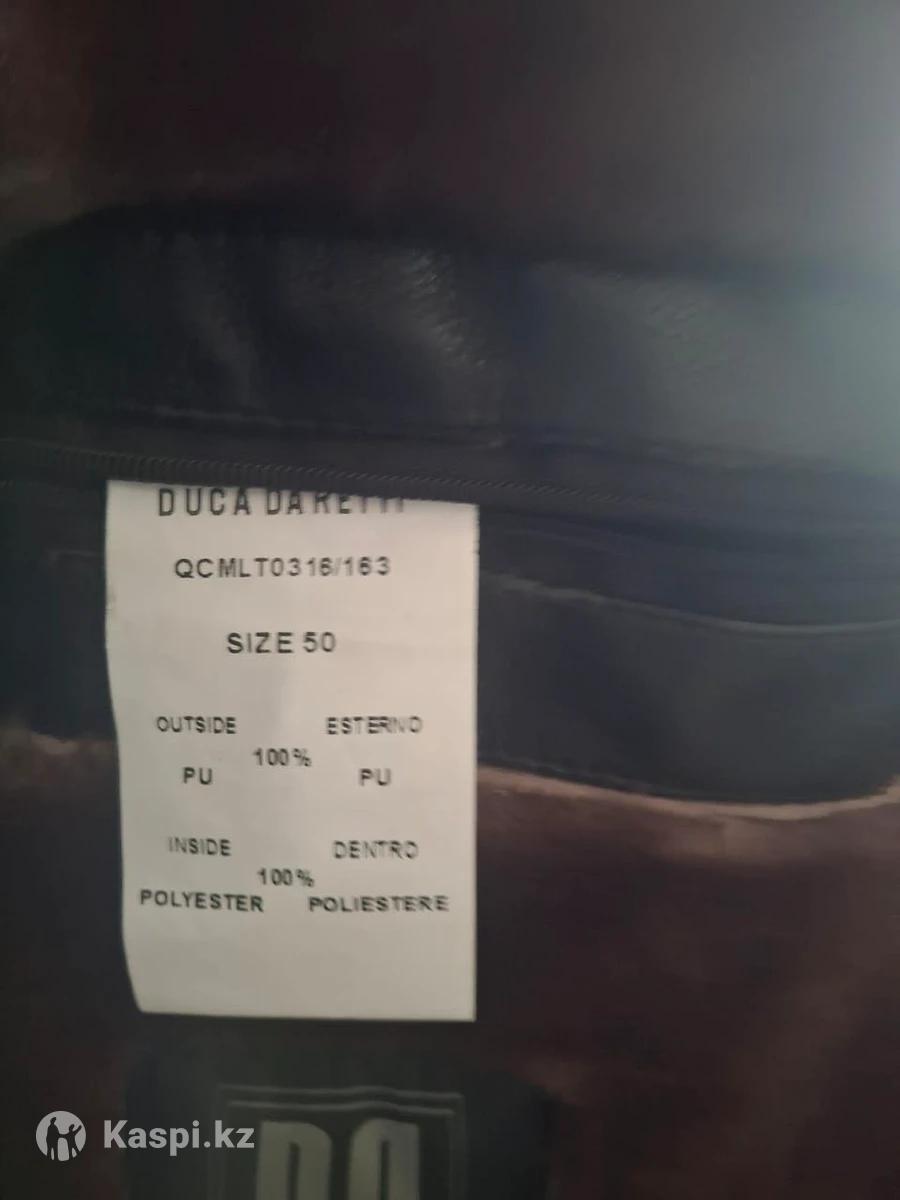 DUCA DARETTI
QCMLT0316/163
SIZE 50
OUTSIDE ESTERNO
100%
PU PU
INSIDE DENTRO
100%
POLYESTER POLIESTERE
Kaspi.kz